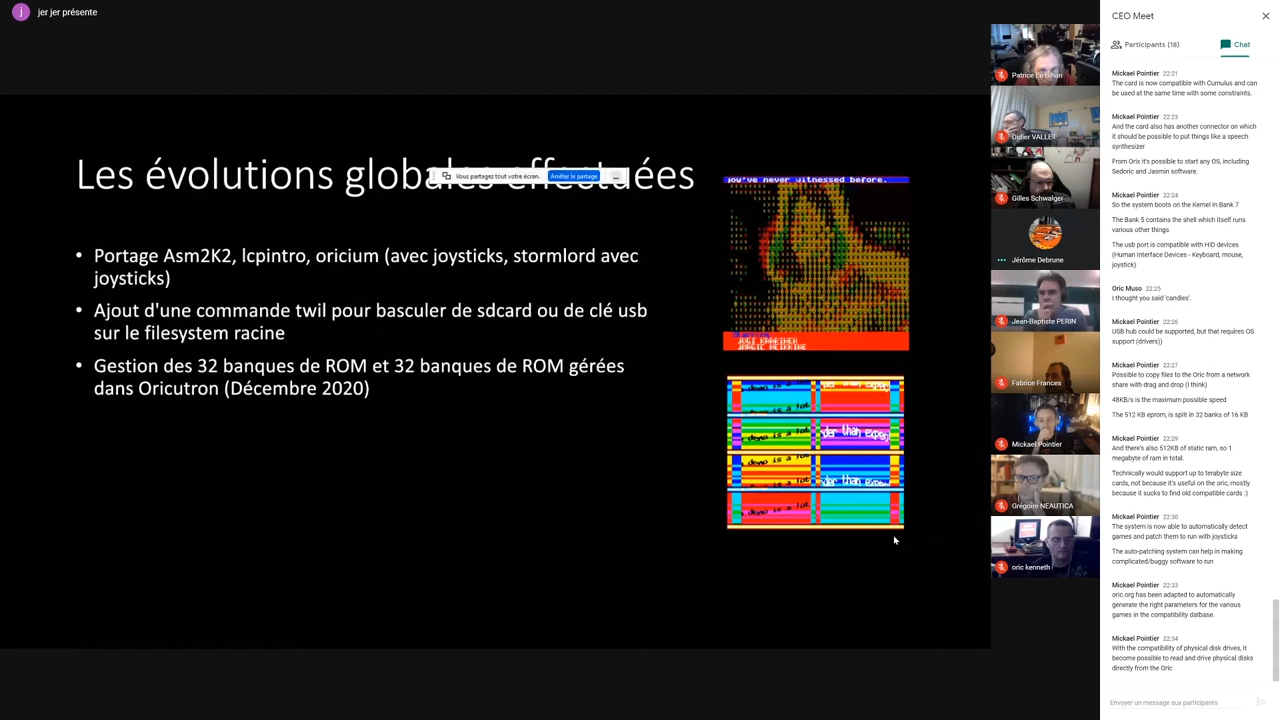 jer jer présente
Les évolutions globales effectuées
Vous partagez tout votre écran.
Arrêter le partage
• Portage Asm2K2, lcpintro, oricium (avec joysticks, stormlord avec
joysticks)
• Ajout d'une commande twil pour basculer de sdcard ou de clé usb
sur le filesystem racine
• Gestion des 32 banques de ROM et 32 banques de ROM gérées
dans Oricutron (Décembre 2020)
you've never witnessed before.
demo is a lot
der than expec
demo is a lot
der than expec
demo is a lot
Patrice Le Bihan
Didier VALLET
Gilles Schwalger
Jérôme Debrune
Jean-Baptiste PERIN
Fabrice Frances
Mickael Pointier
Grégoire NEAUTICA
oric kenneth
CEO Meet
Participants (18)
Chat
Mickael Pointier 22:21
The card is now compatible with Cumulus and can
be used at the same time with some constraints.
Mickael Pointier 22:23
And the card also has another connector on which
it should be possible to put things like a speech
synthesizer
From Orix it's possible to start any OS, including
Sedoric and Jasmin software.
Mickael Pointier 22:24
So the system boots on the Kernel in Bank 7
The Bank 5 contains the shell which itself runs
various other things
The usb port is compatible with HID devices
(Human Interface Devices - Keyboard, mouse,
joystick)
Oric Muso 22:25
I thought you said 'candles'.
Mickael Pointier 22:26
USB hub could be supported, but that requires OS
support (drivers))
Mickael Pointier 22:27
Possible to copy files to the Oric from a network
share with drag and drop (I think)
48KB/s is the maximum possible speed
The 512 KB eprom, is split in 32 banks of 16 KB
Mickael Pointier 22:29
And there's also 512KB of static ram, so 1
megabyte of ram in total.
Technically would support up to terabyte size
cards, not because it's useful on the oric, mostly
because it sucks to find old compatible cards :)
Mickael Pointier 22:30
The system is now able to automatically detect
games and patch them to run with joysticks
The auto-patching system can help in making
complicated/buggy software to run
Mickael Pointier 22:33
oric.org has been adapted to automatically
generate the right parameters for the various
games in the compatibility datbase.
Mickael Pointier 22:34
With the compatibility of physical disk drives, it
become possible to read and drive physical disks
directly from the Oric
Envoyer un message aux participants